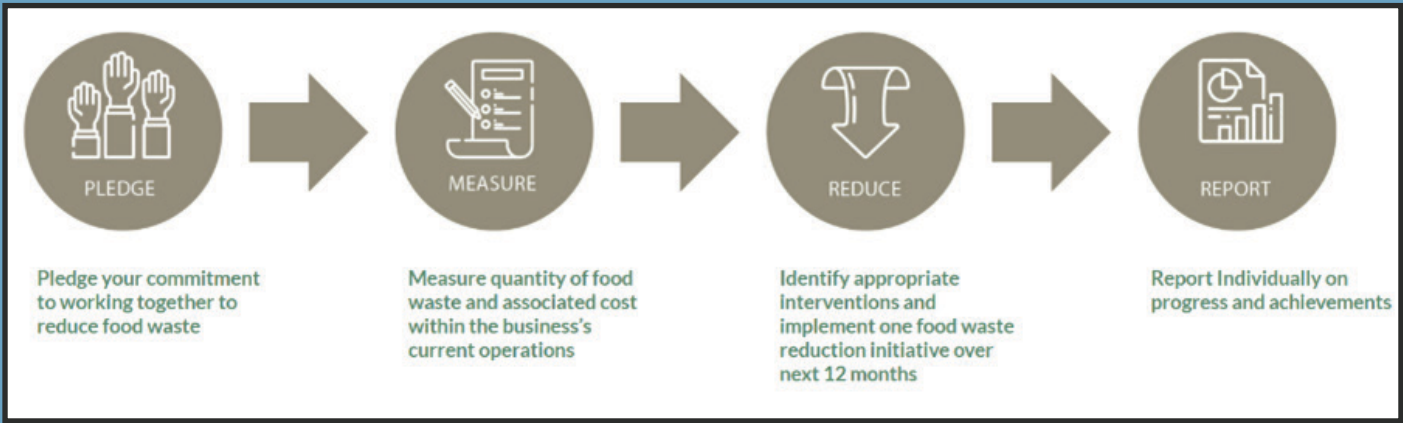 PLEDGE
MEASURE
REDUCE
REPORT
Pledge your commitment
to working together to
reduce food waste
Measure quantity of food
waste and associated cost
within the business's
current operations
Identify appropriate
interventions and
implement one food waste
reduction initiative over
next 12 months
Report Individually on
progress and achievements